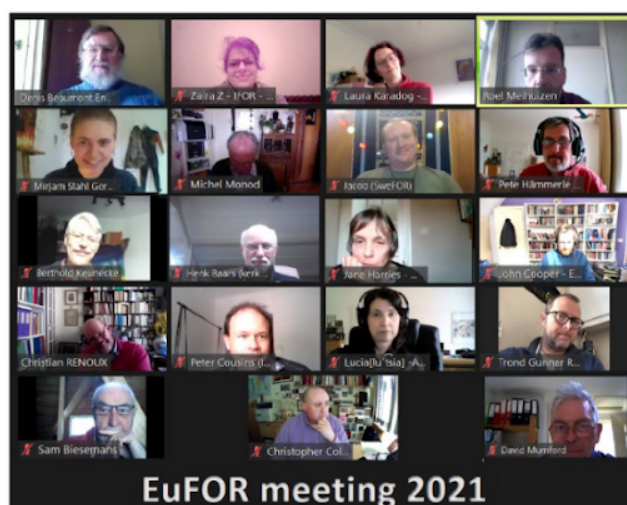 Denis Beaumont En...
Zaira Z - IFOR - ...
Laura Karadog -...
Roel Meihuizen
Mirjam Stahl Ger...
Michel Monod
Jacob (SweFOR)
Pete Hämmerle
Berthold Keunecke
Henk Baars (kerk ...
Jane Harries - ...
John Cooper - E...
Christian RENOUX
Peter Cousins (I...
Lucia[lu´tsia] -A...
Trond Gunnar R...
Sam Biesemans
Christopher Col...
David Mumford
EuFOR meeting 2021